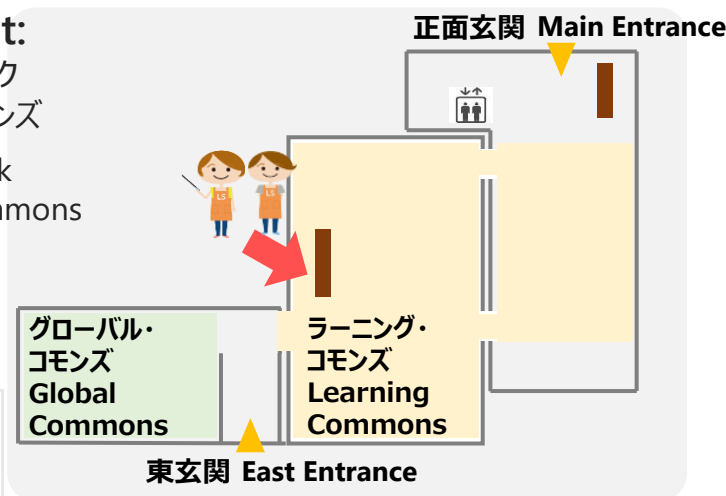 正面玄関 Main Entrance
t:
ク
ンズ
k
mmons
LS LS
グローバル・
コモンズ
Global
Commons
ラーニング・
コモンズ
Learning
Commons
東玄関 East Entrance